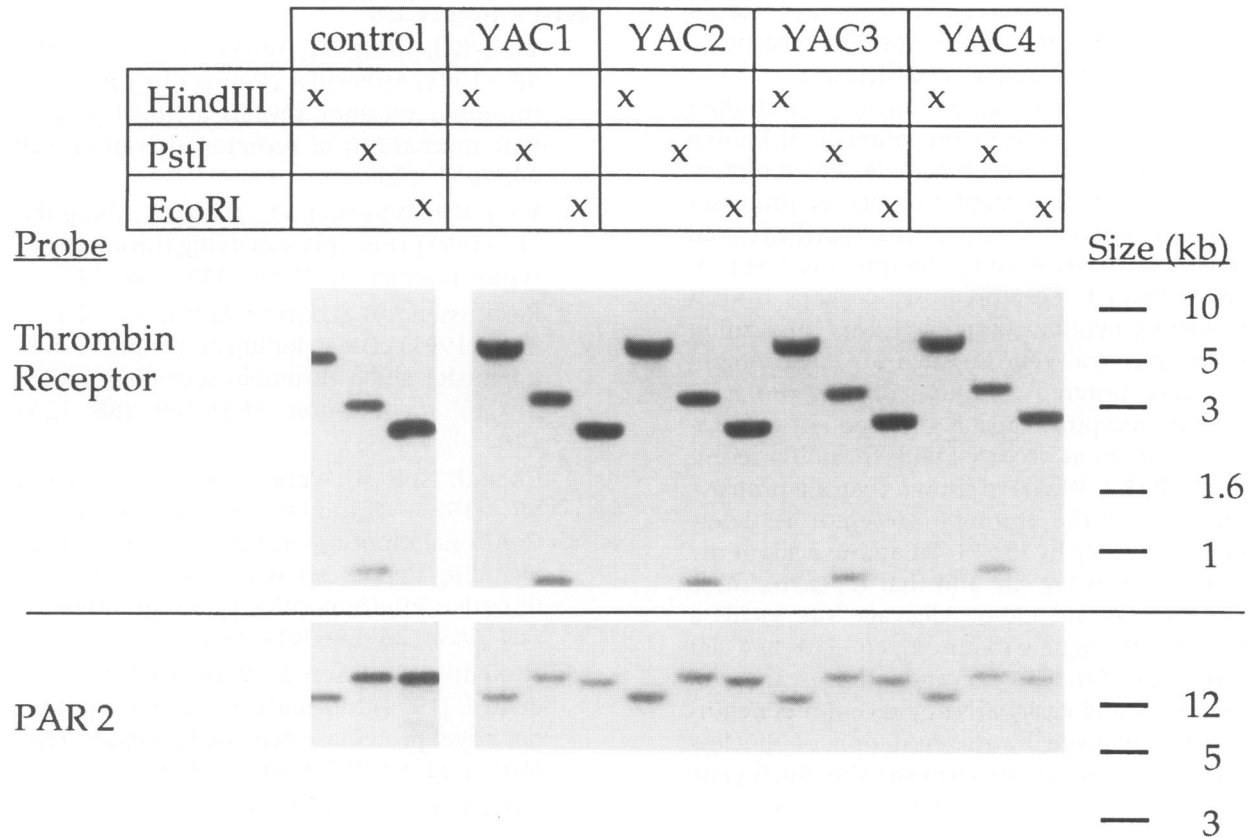 control YAC1 YAC2 YAC3 YAC4
HindIII x x x x x
PstI x x x x x
EcoRI x x x x x
Probe Size (kb)
Thrombin
Receptor
10
5
3
1.6
1
PAR 2
12
5
3